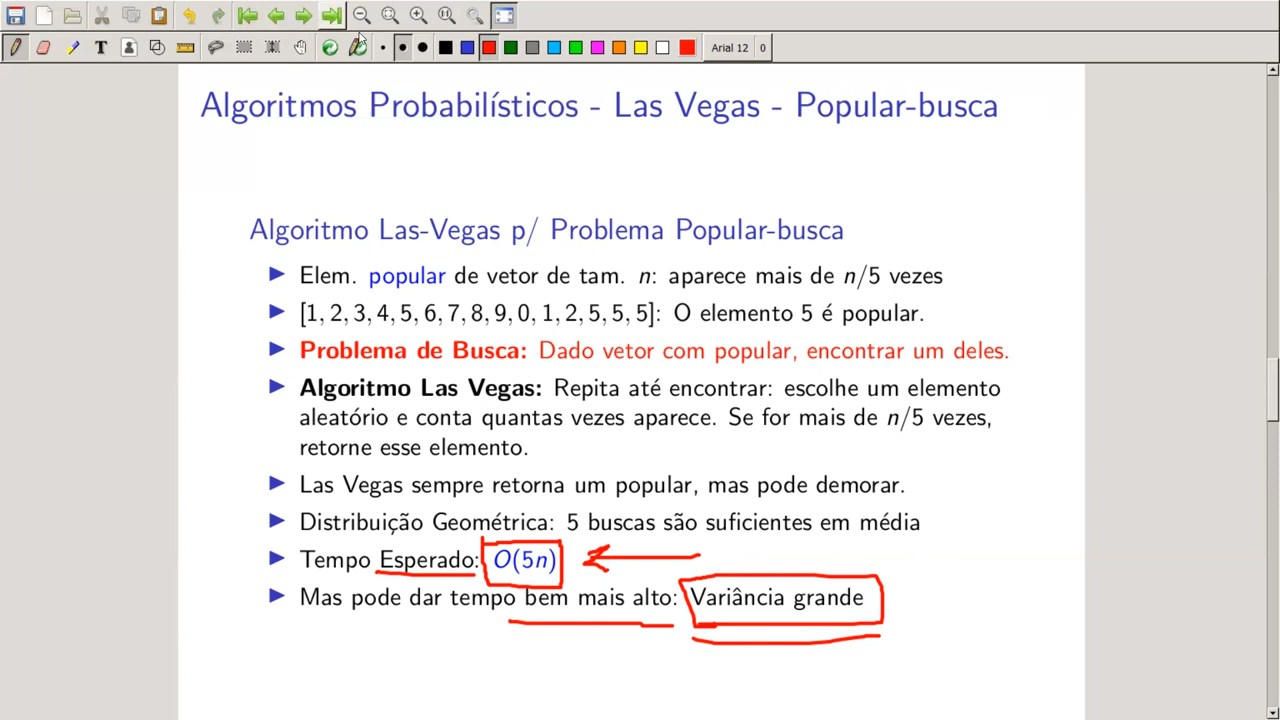 T
Arial 12 0
Algoritmos Probabilísticos - Las Vegas - Popular-busca
Algoritmo Las-Vegas p/ Problema Popular-busca
Elem. popular de vetor de tam. n: aparece mais de n/5 vezes
[1, 2, 3, 4, 5, 6, 7, 8, 9, 0, 1, 2, 5, 5, 5]: O elemento 5 é popular.
Problema de Busca: Dado vetor com popular, encontrar um deles.
Algoritmo Las Vegas: Repita até encontrar: escolhe um elemento
aleatório e conta quantas vezes aparece. Se for mais de n/5 vezes,
retorne esse elemento.
Las Vegas sempre retorna um popular, mas pode demorar.
Distribuição Geométrica: 5 buscas são suficientes em média
Tempo Esperado: O(5n)
Mas pode dar tempo bem mais alto: Variância grande